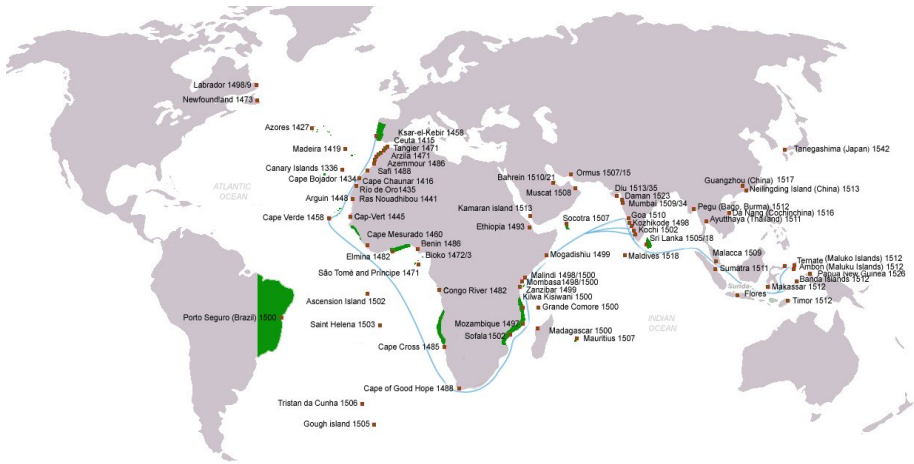 Labrador 1498/9
Newfoundland 1473
Azores 1427
Madeira 1419
Canary Islands 1336
Cape Bojador 1434
Arguin 1448
Cape Verde 1458
ATLANTIC
OCEAN
Ksar-el-Kebir 1458
Ceuta 1415
Tangier 1471
Arzila 1471
Azemmour 1486
Safi 1488
Cape Chaunar 1416
Rio de Oro1435
Ras Nouadhibou 1441
Cap-Vert 1445
Cape Mesurado 1460
Elmina 1482
Benin 1486
Bioko 1472/3
São Tomé and Principe 1471
Ascension Island 1502
Congo River 1482
Porto Seguro (Brazil) 1500
Saint Helena 1503
Cape Cross 1485
Cape of Good Hope 1488
Tristan da Cunha 1506
Gough island 1505
Bahrein 1510/21
Ormus 1507/15
Muscat 1508
Kamaran island 1513
Ethiopia 1493
Socotra 1507
Mogadishiu 1499
Malindi 1498/1500
Mombasa1498/1500
Zanzibar 1499
Kilwa Kisiwani 1500
Grande Comore 1500
Mozambique 1497
Sofala 1502
Madagascar 1500
Mauritius 1507
INDIAN
OCEAN
Diu 1513/35
Daman 1523
Mumbai 1509/34
Goa 1510
Kozhikode 1498
Kochi 1502
Sri Lanka 1505/18
Maldives 1518
Tanegashima (Japan) 1542
Guangzhou (China) 1517
Neilingding Island (China) 1513
Pegu (Bago, Burma) 1512
Da Nang (Cochinchina) 1516
Ayutthaya (Thailand) 1511
Malacca 1509
Sumatra 1511
Ternate (Maluko Islands) 1512
Ambon (Maluku Islands) 1512
Papua New Guinea 1526
Banda Islands 1512
Makassar 1512
Sunda
Flores
Timor 1512